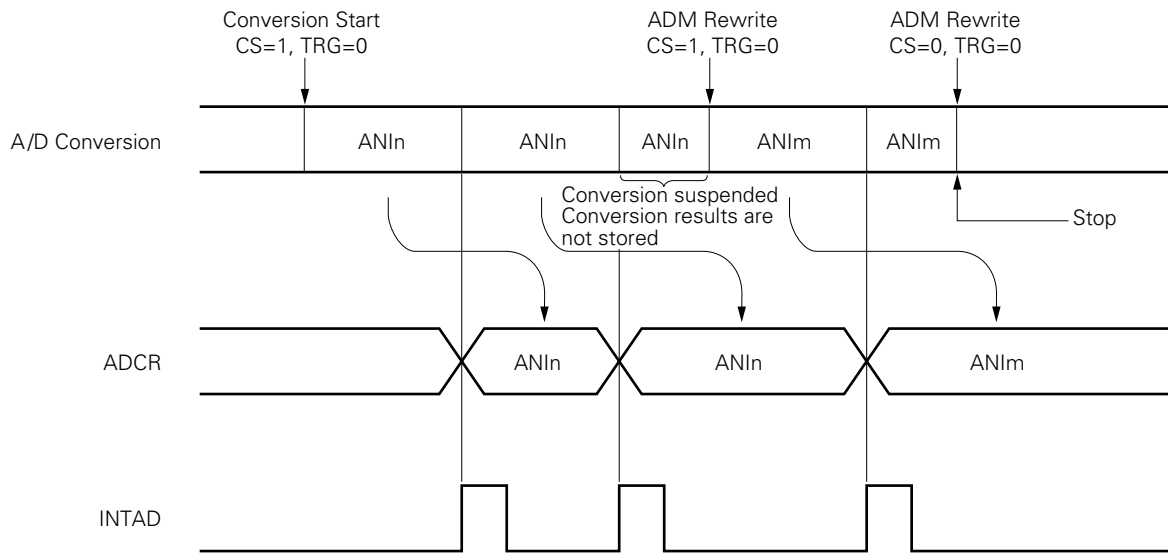 Conversion Start
CS=1, TRG=0
ADM Rewrite
CS=1, TRG=0
ADM Rewrite
CS=0, TRG=0
A/D Conversion
ANIn
ANIn
ANIn
ANIm
ANIm
Conversion suspended
Conversion results are
not stored
Stop
ADCR
ANIn
ANIn
ANIm
INTAD